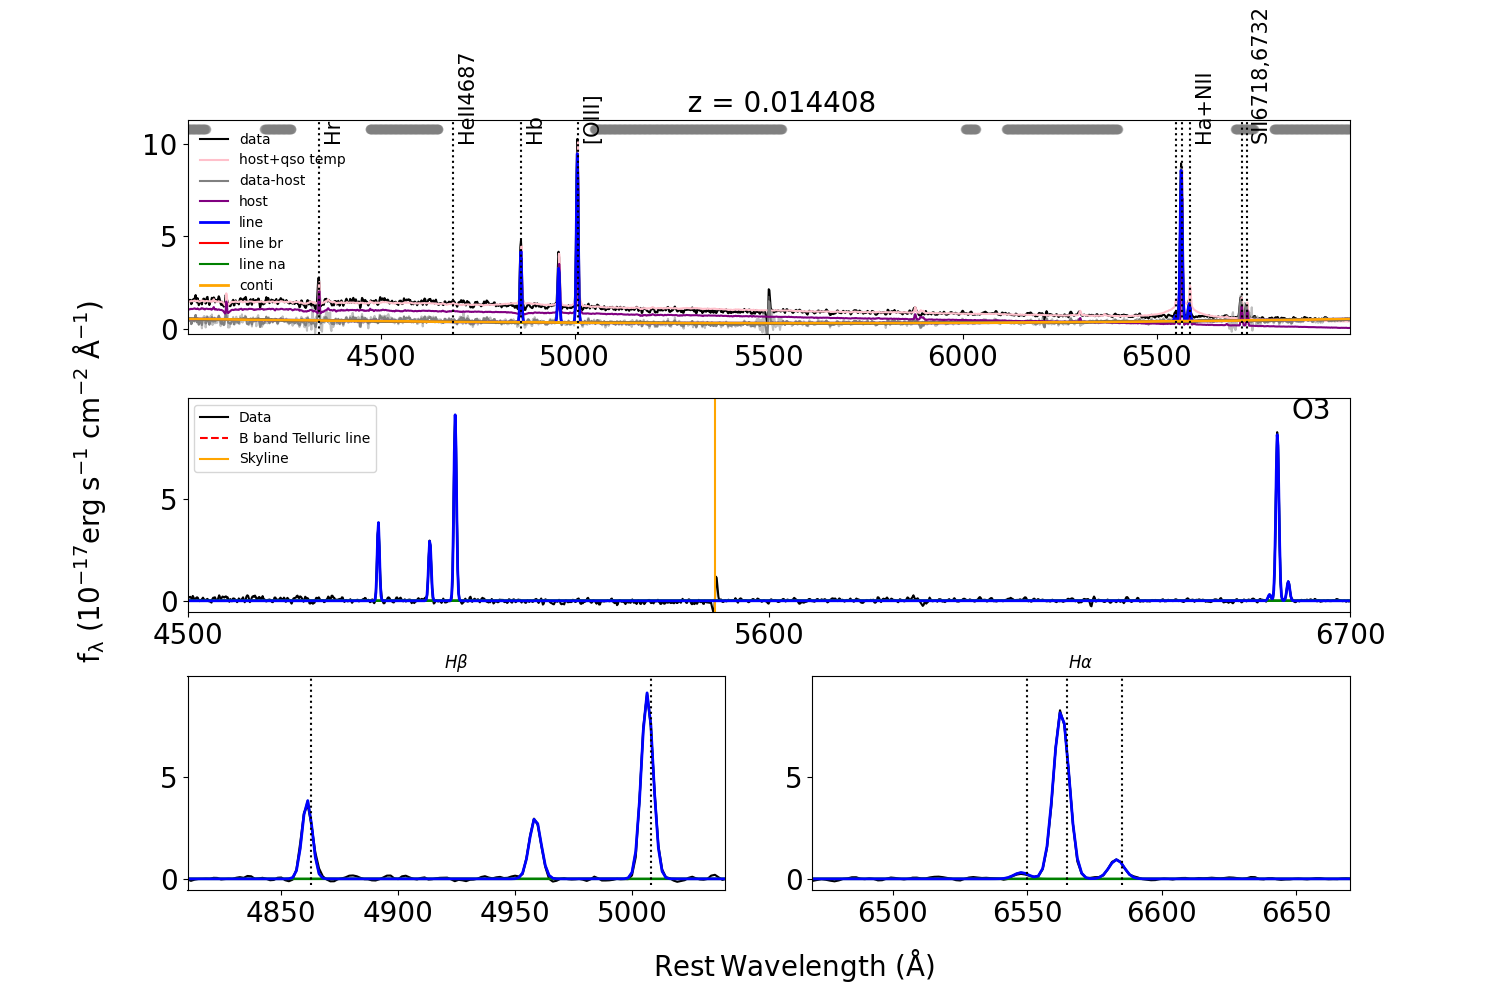 z = 0.014408
Hr
HeII4687
Hb
[OIII]
Ha+NII
SII6718,6732
10
5
0
data
host+qso temp
data-host
host
line
line br
line na
conti
4500 5000 5500 6000 6500
f_λ (10⁻¹⁷erg s⁻¹ cm⁻² Å⁻¹)
O3
Data
B band Telluric line
Skyline
5
0
4500 5600 6700
Hβ
5
0
4850 4900 4950 5000
Hα
5
0
6500 6550 6600 6650
Rest Wavelength (Å)